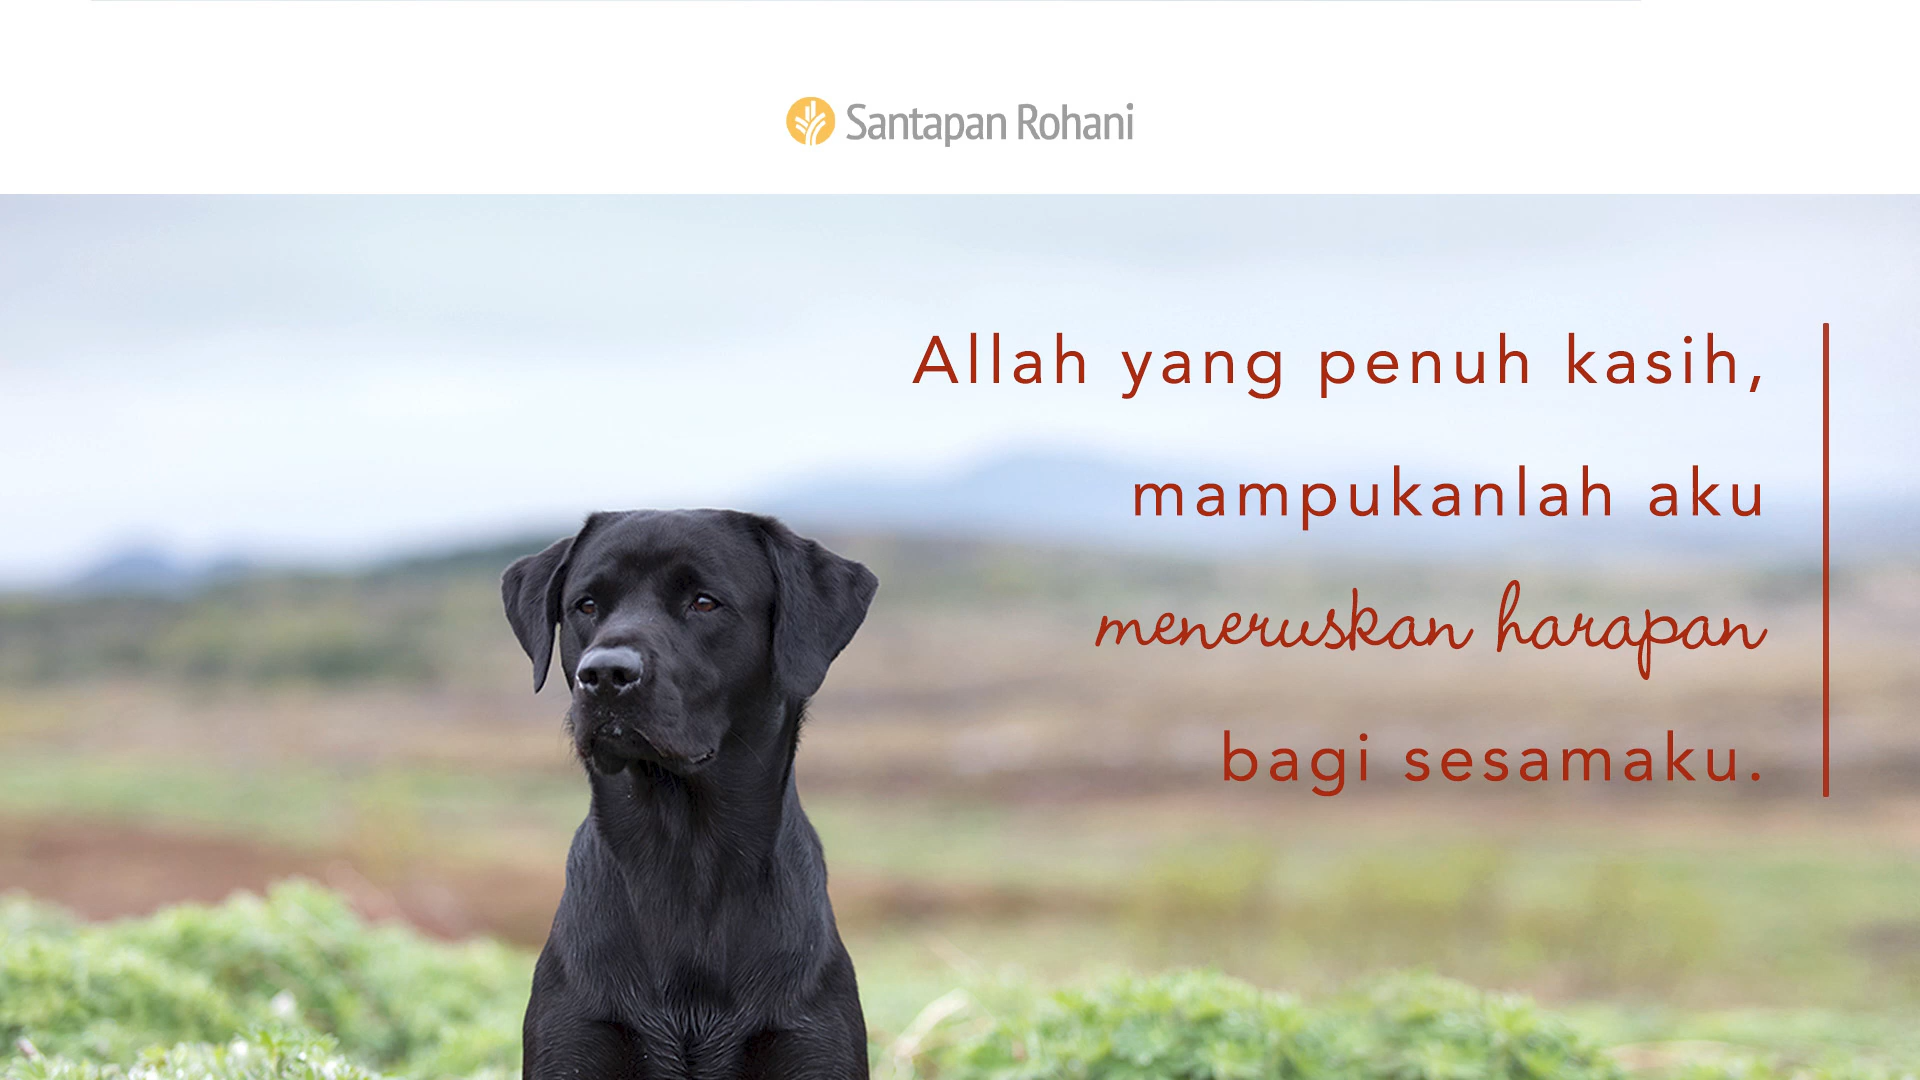 Santapan Rohani
Allah yang penuh kasih,
mampukanlah aku
meneruskan harapan
bagi sesamaku.